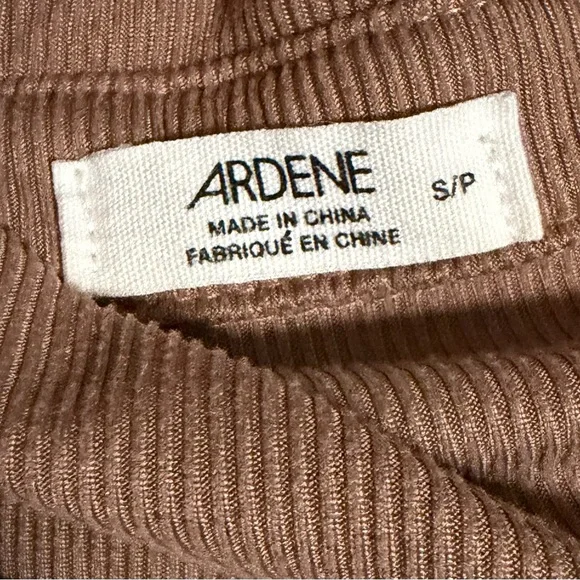 ARDENE
S/P
MADE IN CHINA
FABRIQUÉ EN CHINE